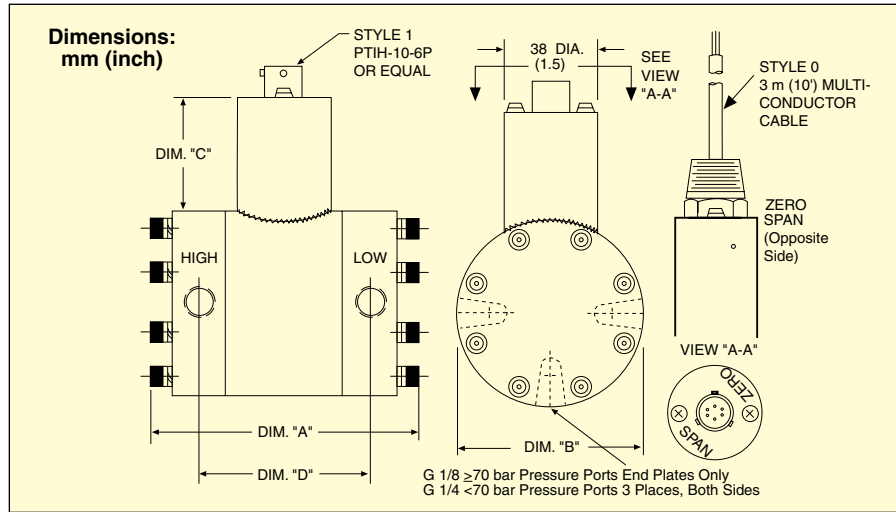 Dimensions:
mm (inch)
STYLE 1
PTIH-10-6P
OR EQUAL
38 DIA.
(1.5)
SEE
VIEW
"A-A"
STYLE 0
3 m (10') MULTI-
CONDUCTOR
CABLE
DIM. "C"
ZERO
SPAN
(Opposite
Side)
HIGH
LOW
VIEW "A-A"
ZERO
SPAN
DIM. "A"
DIM. "B"
DIM. "D"
G 1/8 ≥70 bar Pressure Ports End Plates Only
G 1/4 <70 bar Pressure Ports 3 Places, Both Sides